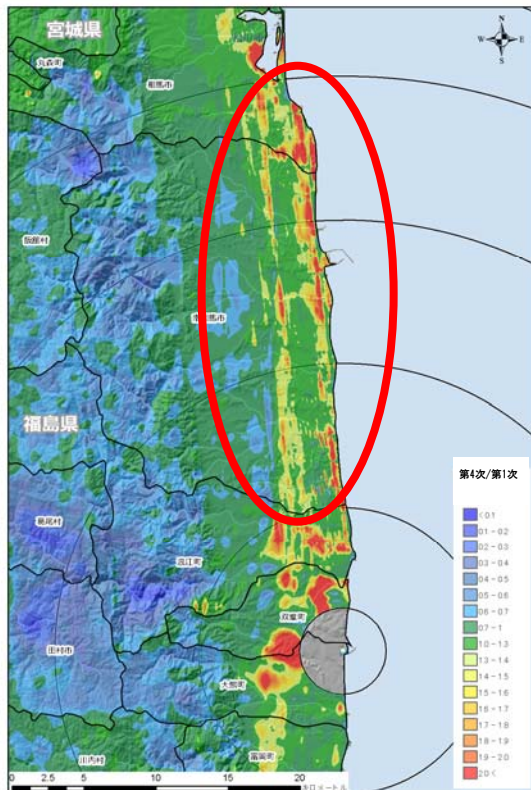 宮城県
N
W E
S
丸森町
相馬市
飯舘村
南相馬市
福島県
葛尾村
浪江町
双葉町
田村市
大熊町
川内村
富岡町
第4次/第1次
<0.1
0.1 - 0.2
0.2 - 0.3
0.3 - 0.4
0.4 - 0.5
0.5 - 0.6
0.6 - 0.7
0.7 - 1
1.0 - 1.3
1.3 - 1.4
1.4 - 1.5
1.5 - 1.6
1.6 - 1.7
1.7 - 1.8
1.8 - 1.9
1.9 - 2.0
2.0 <
0 2.5 5 10 15 20
キロメートル